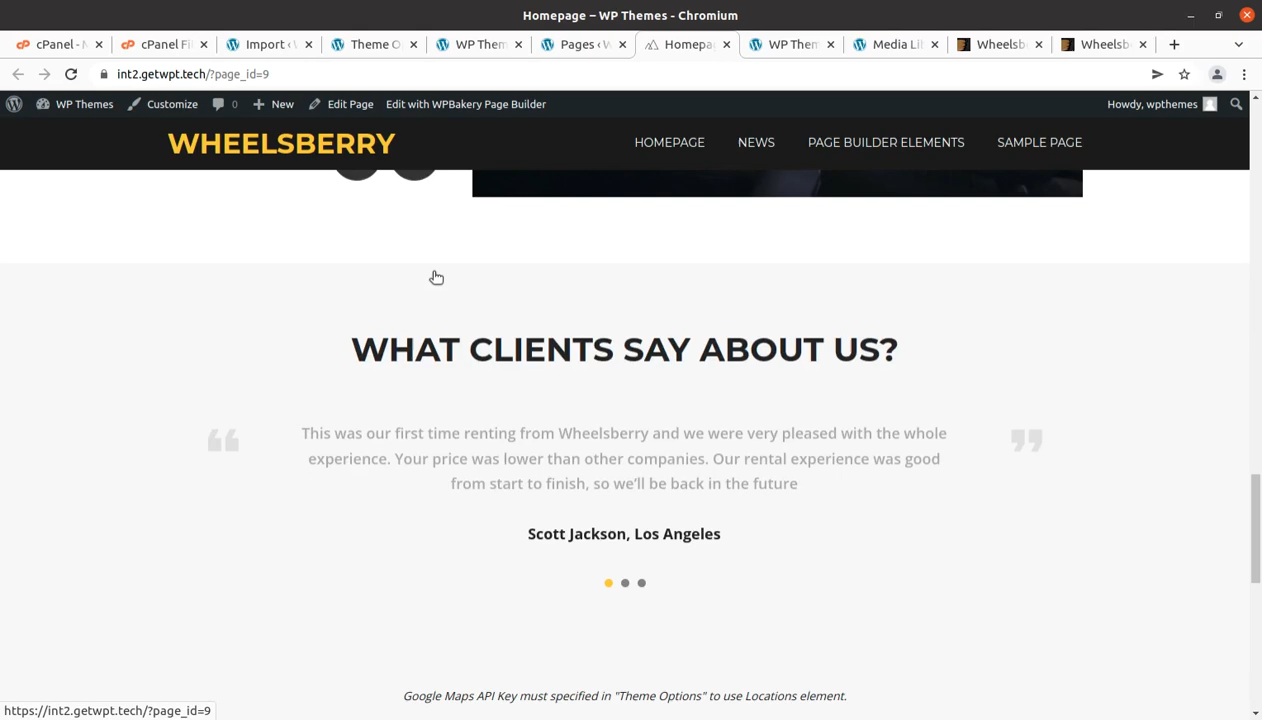 Homepage – WP Themes - Chromium
cPanel - cPanel Fi Import ‹ Theme O WP Them Pages ‹ Homepa WP Them Media Li Wheelsb Wheelsb
int2.getwpt.tech/?page_id=9
WP Themes Customize 0 New Edit Page Edit with WPBakery Page Builder Howdy, wpthemes
WHEELSBERRY HOMEPAGE NEWS PAGE BUILDER ELEMENTS SAMPLE PAGE
WHAT CLIENTS SAY ABOUT US?
“ This was our first time renting from Wheelsberry and we were very pleased with the whole ”
experience. Your price was lower than other companies. Our rental experience was good
from start to finish, so we'll be back in the future
Scott Jackson, Los Angeles
Google Maps API Key must specified in "Theme Options" to use Locations element.
https://int2.getwpt.tech/?page_id=9